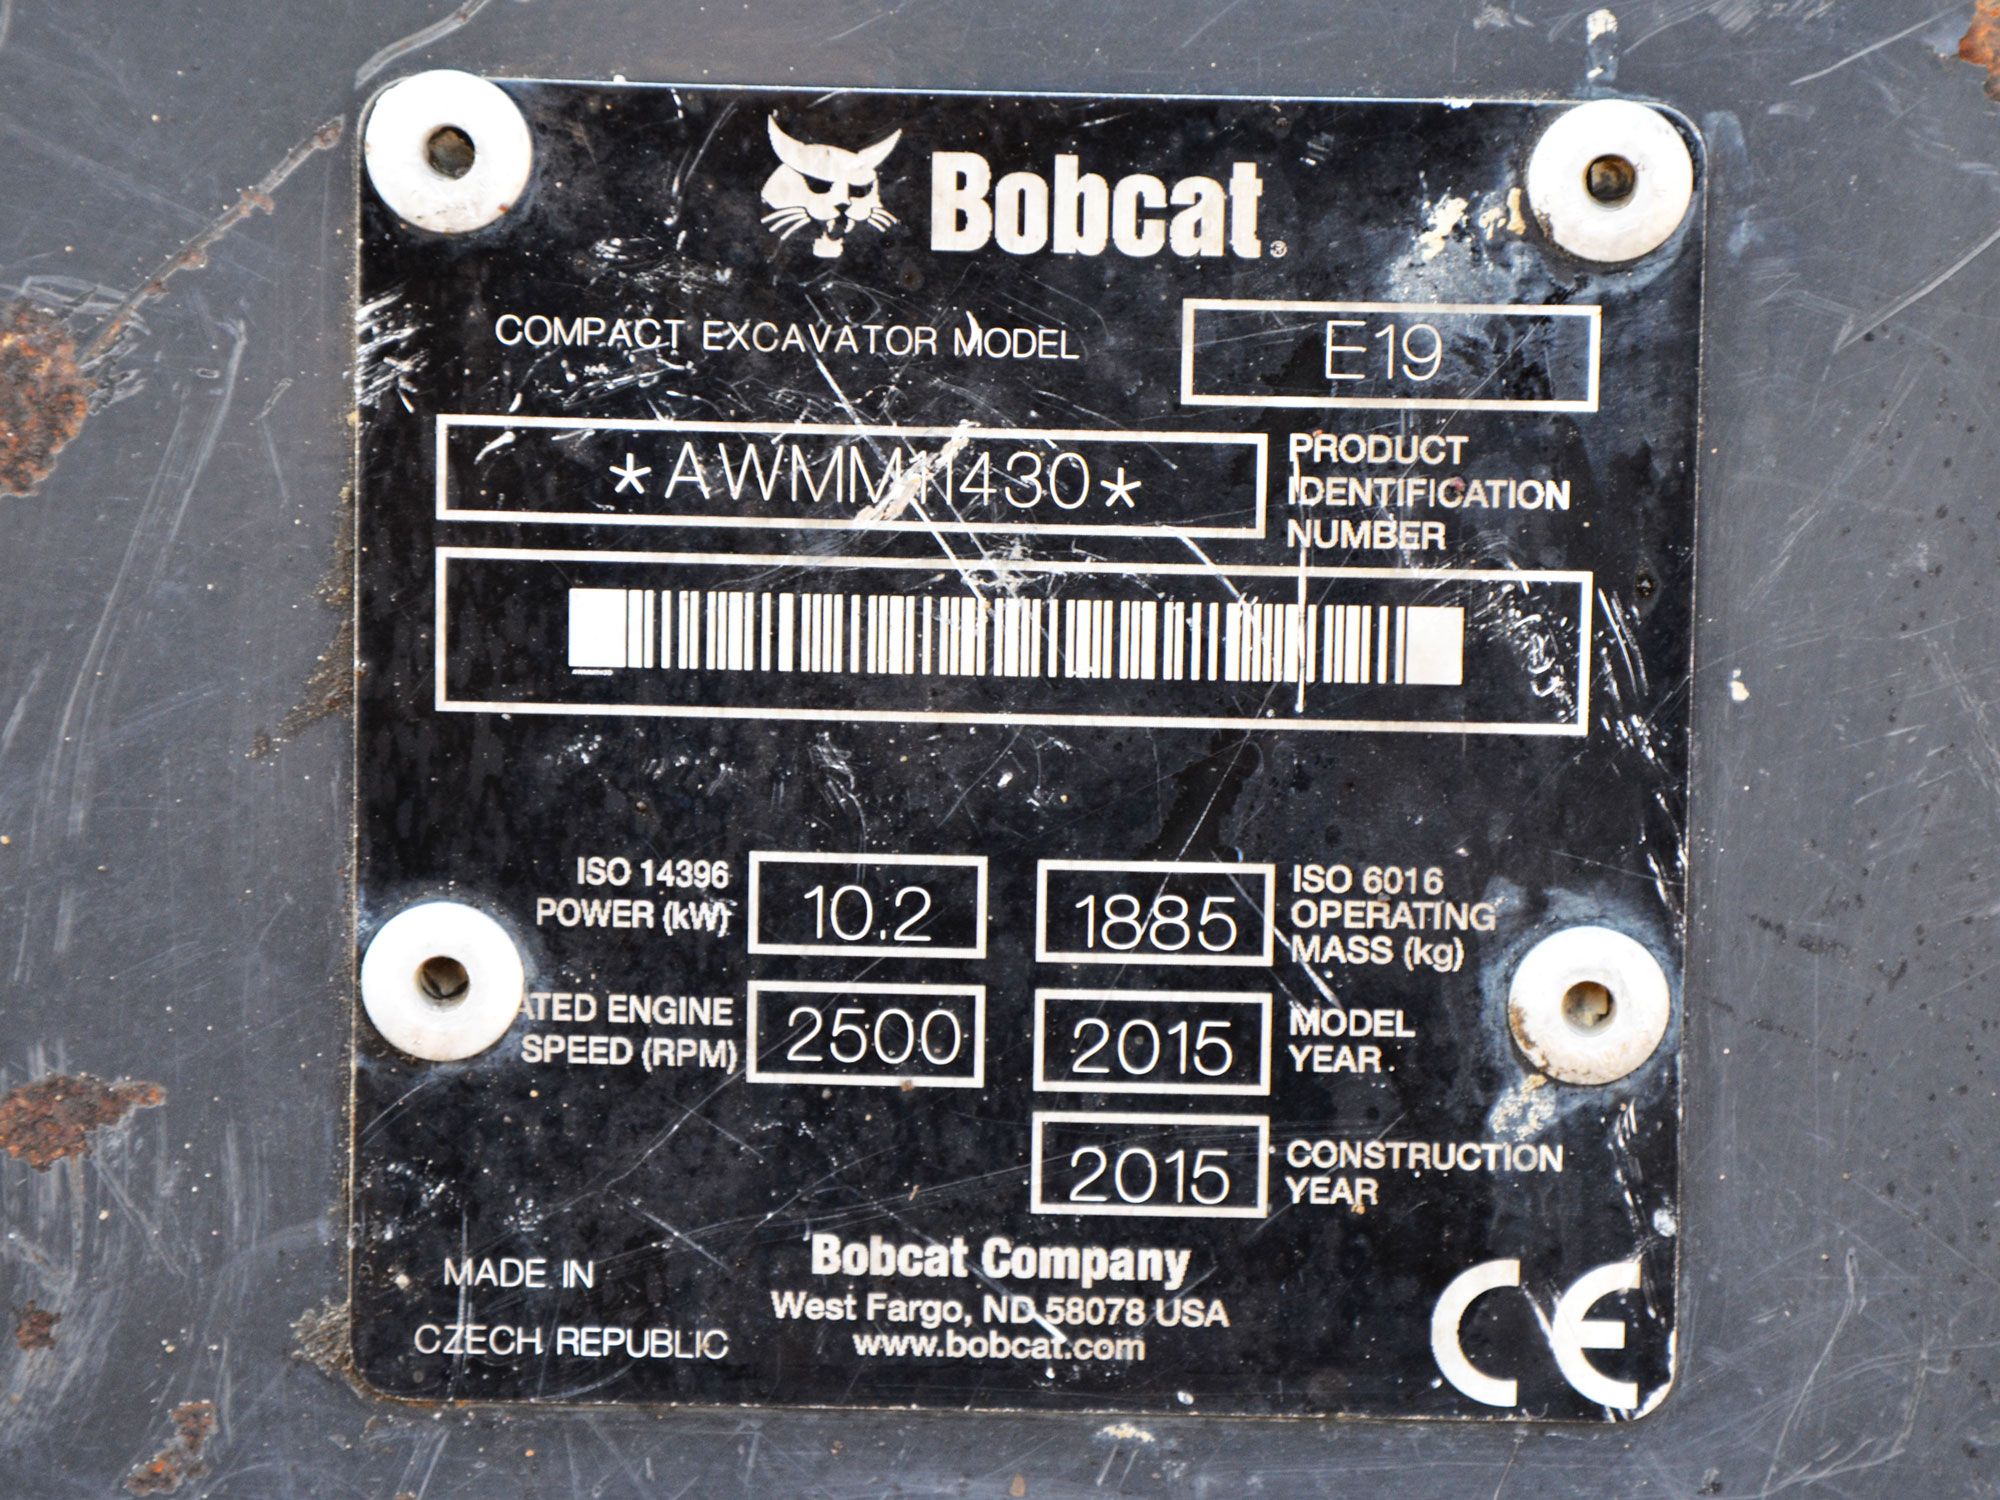 Bobcat®
COMPACT EXCAVATOR MODEL E19
*AWMM11430*
PRODUCT
IDENTIFICATION
NUMBER
ISO 14396
POWER (kW) 10.2
1885 ISO 6016
OPERATING
MASS (kg)
ATED ENGINE
SPEED (RPM) 2500
2015 MODEL
YEAR
2015 CONSTRUCTION
YEAR
MADE IN
CZECH REPUBLIC
Bobcat Company
West Fargo, ND 58078 USA
www.bobcat.com
CE